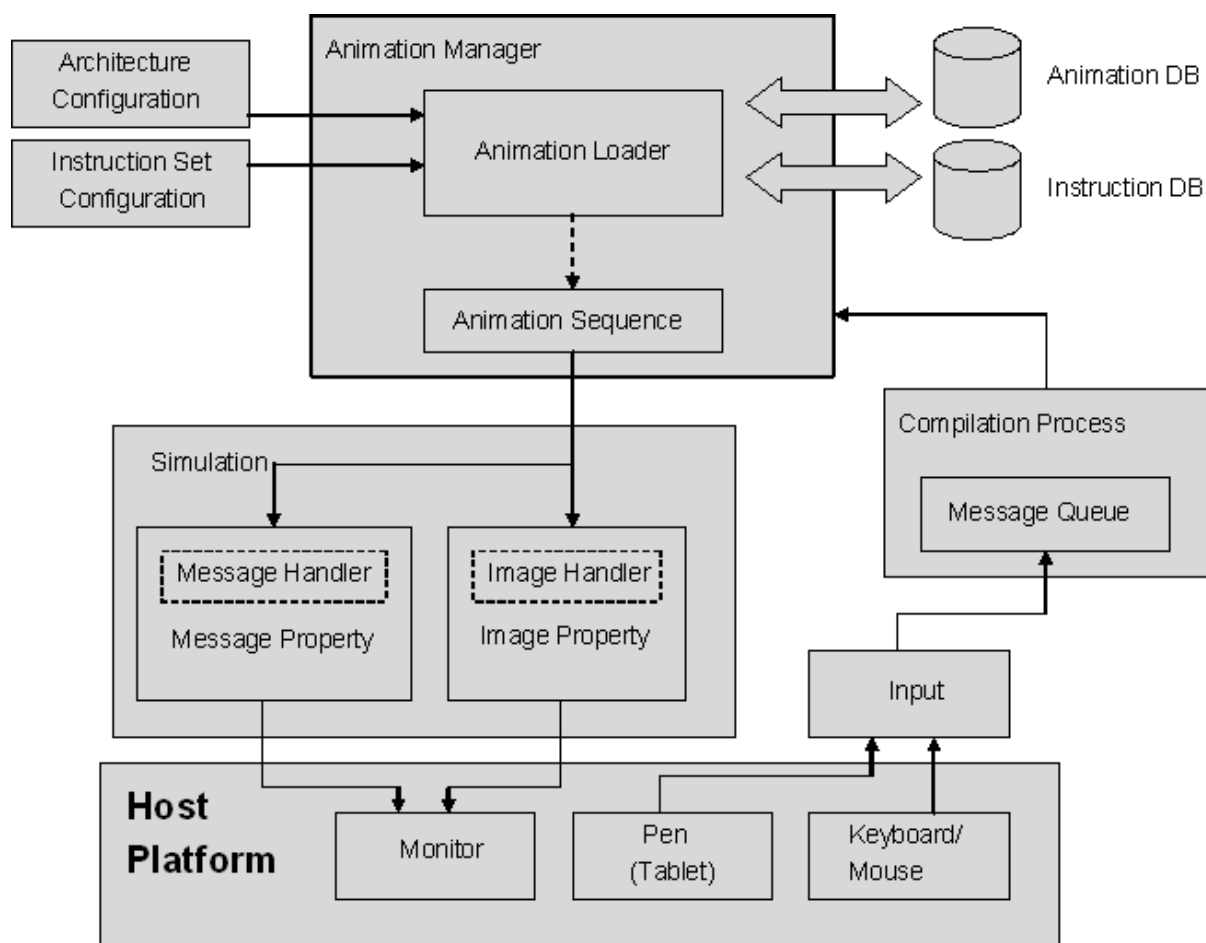 Architecture
Configuration
Animation Manager
Animation DB
Animation Loader
Instruction Set
Configuration
Instruction DB
Animation Sequence
Compilation Process
Simulation
Message Queue
Message Handler
Image Handler
Message Property
Image Property
Input
Host
Platform
Monitor
Pen
(Tablet)
Keyboard/
Mouse